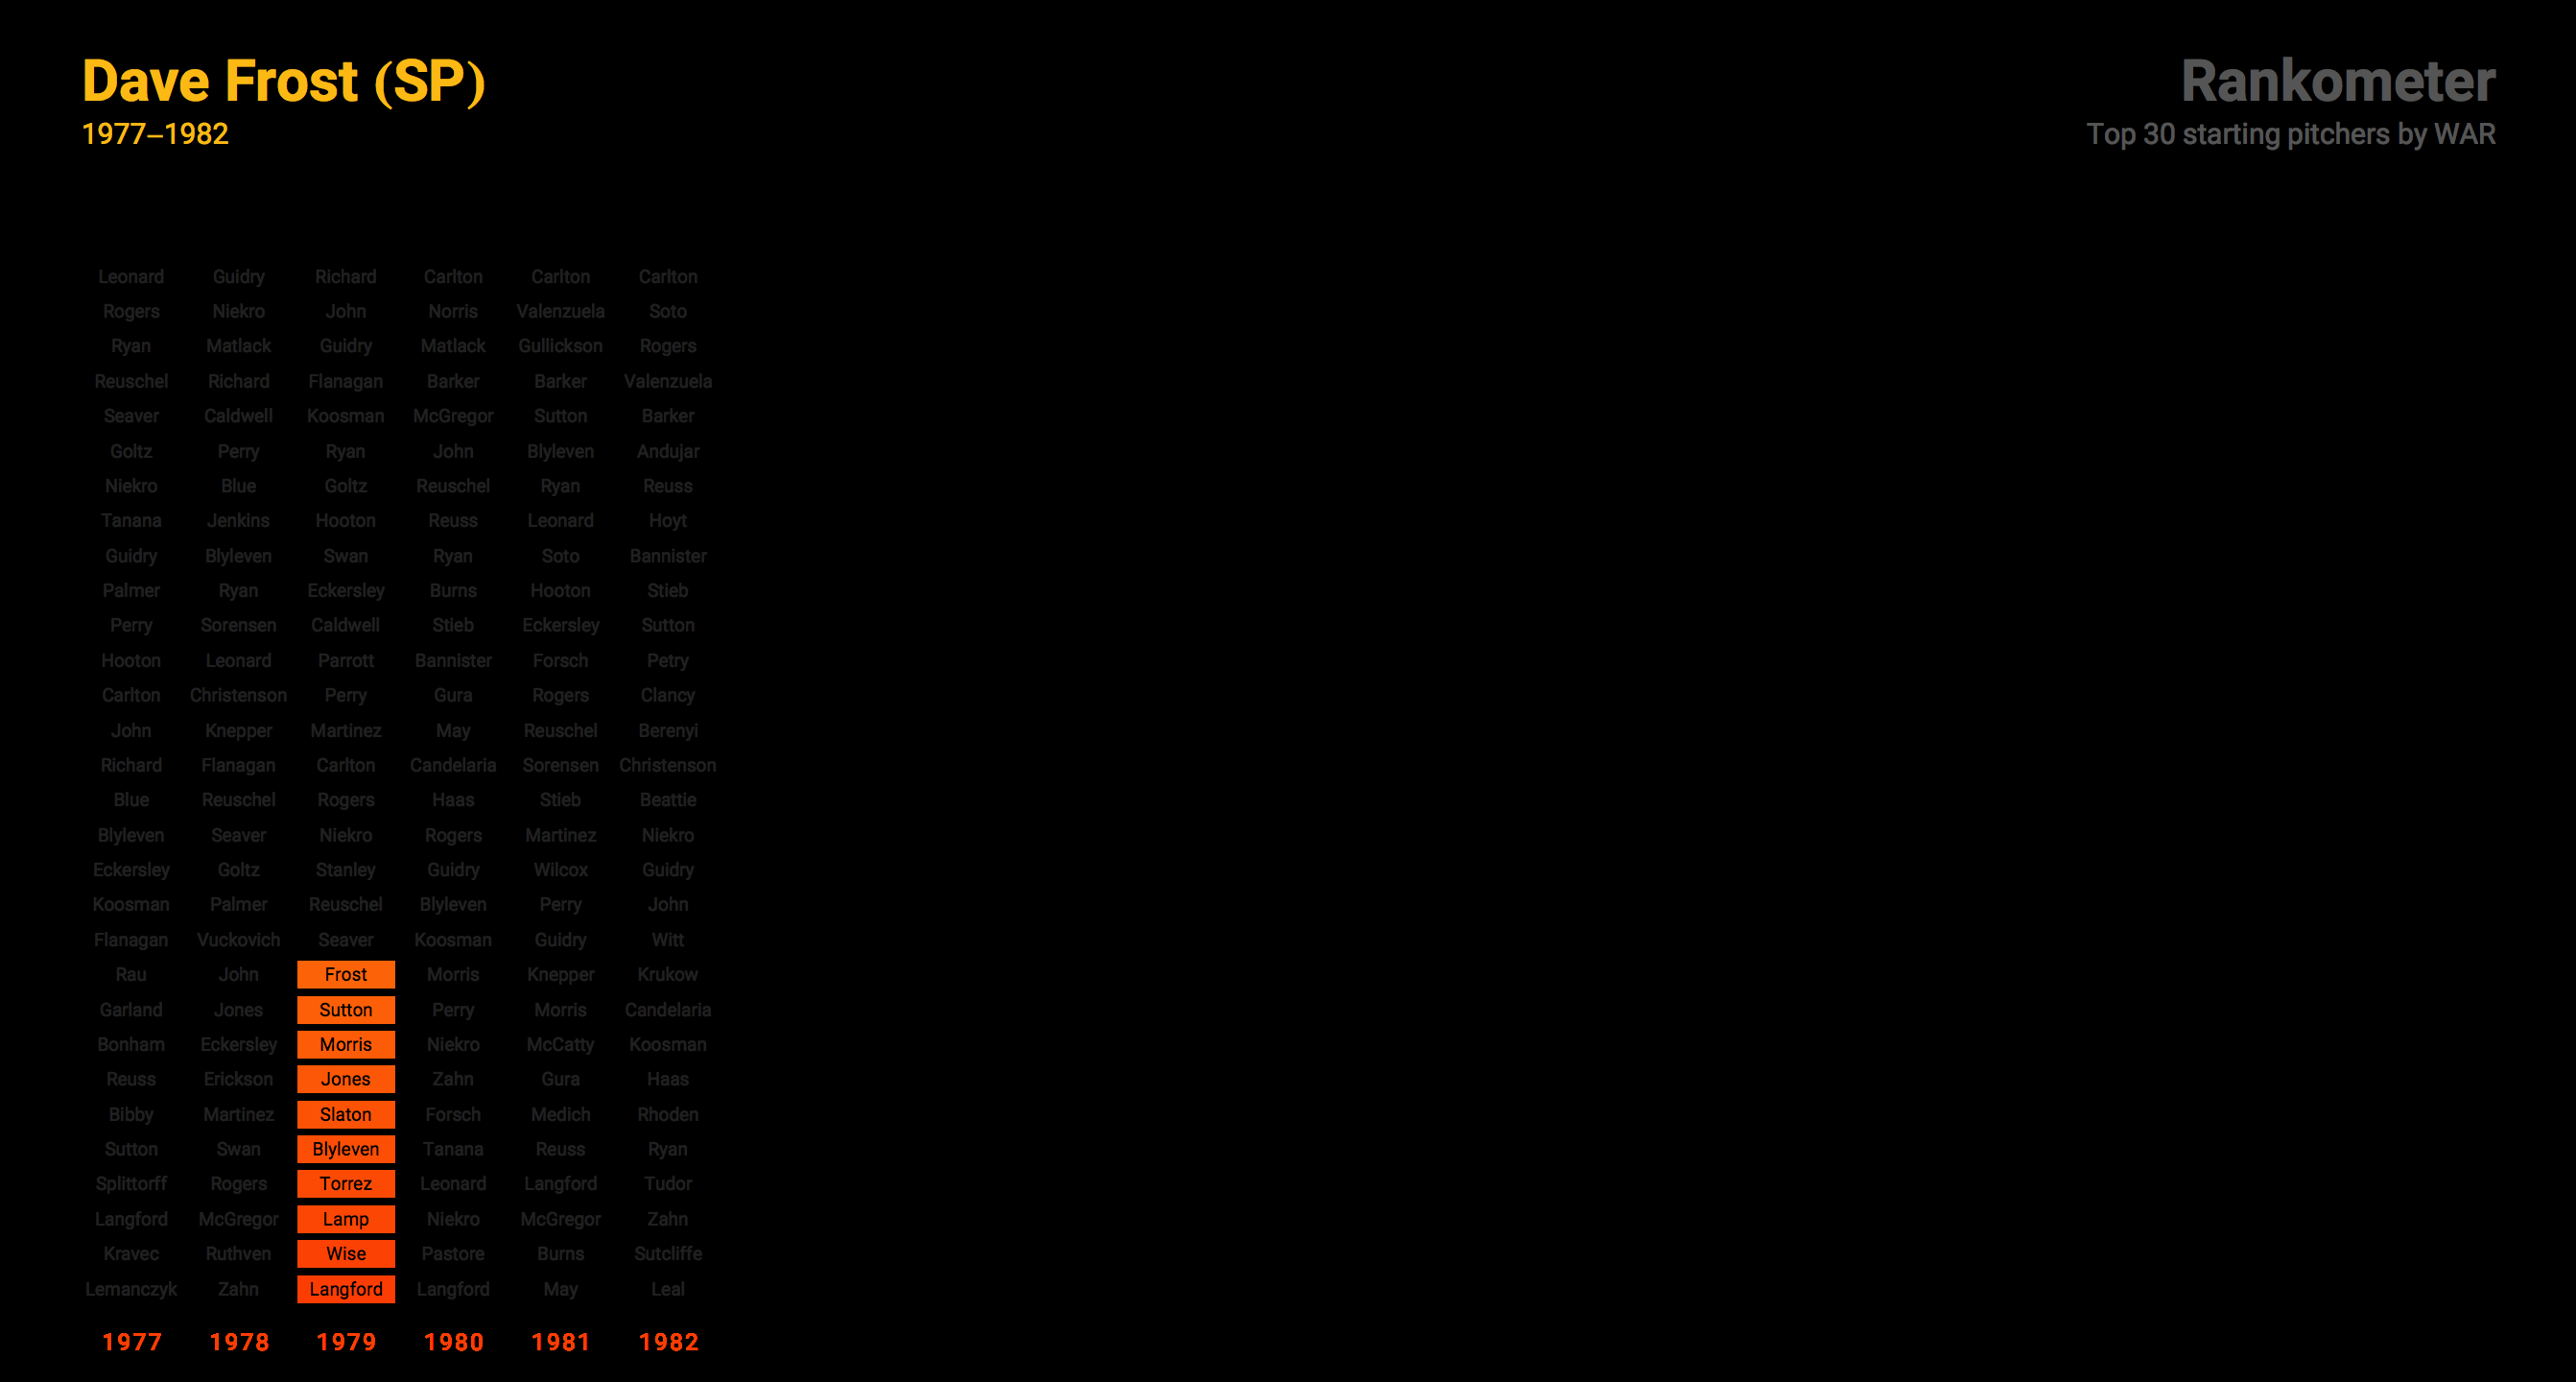 Dave Frost (SP)
1977–1982
Rankometer
Top 30 starting pitchers by WAR
Leonard Guidry Richard Carlton Carlton Carlton
Rogers Niekro John Norris Valenzuela Soto
Ryan Matlack Guidry Matlack Gullickson Rogers
Reuschel Richard Flanagan Barker Barker Valenzuela
Seaver Caldwell Koosman McGregor Sutton Barker
Goltz Perry Ryan John Blyleven Andujar
Niekro Blue Goltz Reuschel Ryan Reuss
Tanana Jenkins Hooton Reuss Leonard Hoyt
Guidry Blyleven Swan Ryan Soto Bannister
Palmer Ryan Eckersley Burns Hooton Stieb
Perry Sorensen Caldwell Stieb Eckersley Sutton
Hooton Leonard Parrott Bannister Forsch Petry
Carlton Christenson Perry Gura Rogers Clancy
John Knepper Martinez May Reuschel Berenyi
Richard Flanagan Carlton Candelaria Sorensen Christenson
Blue Reuschel Rogers Haas Stieb Beattie
Blyleven Seaver Niekro Rogers Martinez Niekro
Eckersley Goltz Stanley Guidry Wilcox Guidry
Koosman Palmer Reuschel Blyleven Perry John
Flanagan Vuckovich Seaver Koosman Guidry Witt
Rau John Frost Morris Knepper Krukow
Garland Jones Sutton Perry Morris Candelaria
Bonham Eckersley Morris Niekro McCatty Koosman
Reuss Erickson Jones Zahn Gura Haas
Bibby Martinez Slaton Forsch Medich Rhoden
Sutton Swan Blyleven Tanana Reuss Ryan
Splittorff Rogers Torrez Leonard Langford Tudor
Langford McGregor Lamp Niekro McGregor Zahn
Kravec Ruthven Wise Pastore Burns Sutcliffe
Lemanczyk Zahn Langford Langford May Leal
1977 1978 1979 1980 1981 1982